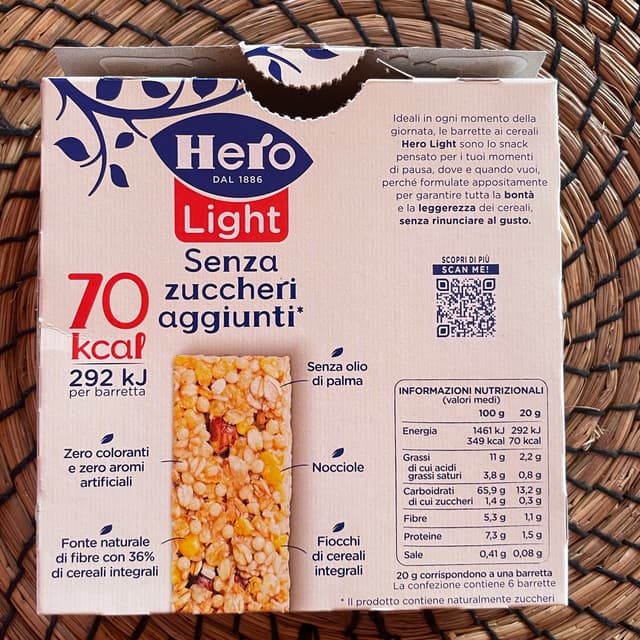 Hero
DAL 1886
Light
Senza
zuccheri
aggiunti*
70
kcal
292 kJ
per barretta
Ideali in ogni momento della
giornata, le barrette ai cereali
Hero Light sono lo snack
pensato per i tuoi momenti
di pausa, dove e quando vuoi,
perché formulate appositamente
per garantire tutta la bontà
e la leggerezza dei cereali,
senza rinunciare al gusto.
SCOPRI DI PIÙ
SCAN ME!
Senza olio
di palma
Zero coloranti
e zero aromi
artificiali
Nocciole
Fonte naturale
di fibre con 36%
di cereali integrali
Fiocchi
di cereali
integrali
INFORMAZIONI NUTRIZIONALI
(valori medi)
100 g 20 g
Energia 1461 kJ 292 kJ
349 kcal 70 kcal
Grassi 11 g 2,2 g
di cui acidi
grassi saturi 3,8 g 0,8 g
Carboidrati 65,9 g 13,2 g
di cui zuccheri 1,4 g 0,3 g
Fibre 5,3 g 1,1 g
Proteine 7,3 g 1,5 g
Sale 0,41 g 0,08 g
20 g corrispondono a una barretta
La confezione contiene 6 barrette
* Il prodotto contiene naturalmente zuccheri